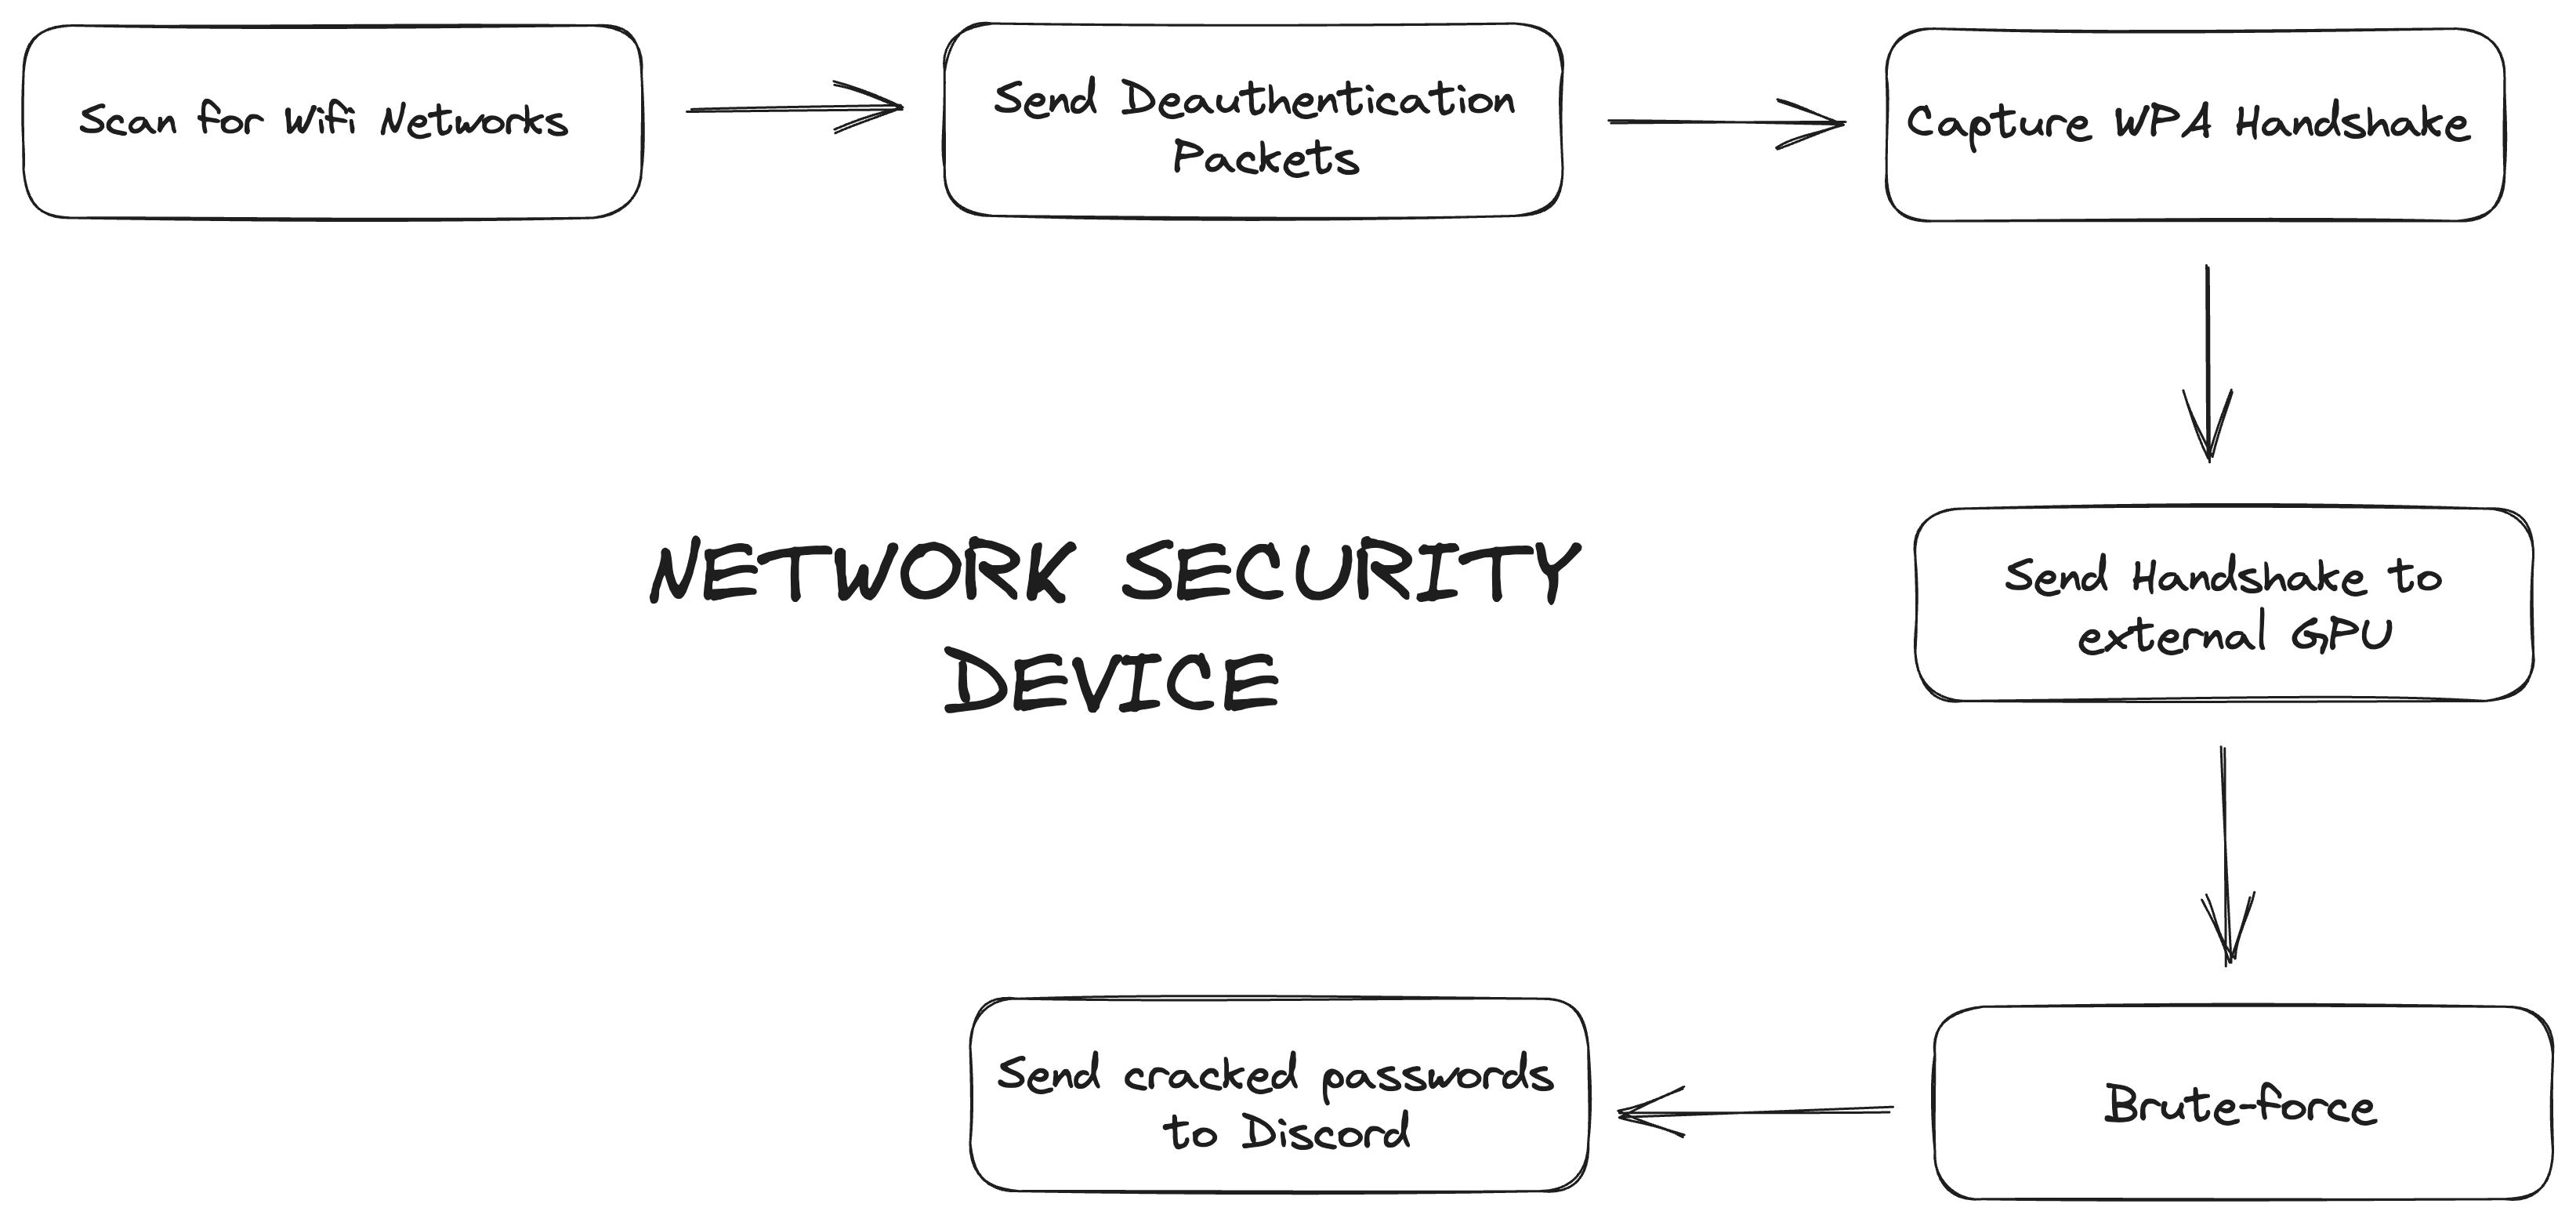 Scan for Wifi Networks
Send Deauthentication
Packets
Capture WPA Handshake
NETWORK SECURITY
DEVICE
Send Handshake to
external GPU
Send cracked passwords
to Discord
Brute-force